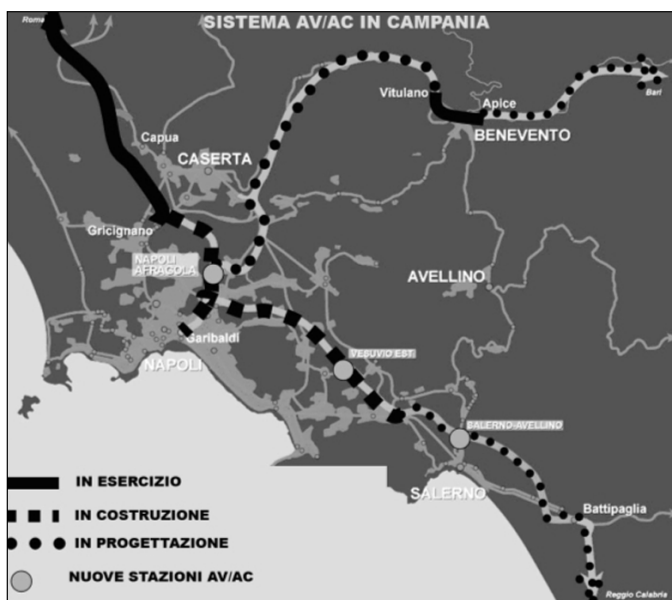 SISTEMA AV/AC IN CAMPANIA
Roma
Vitulano
Apice
Bari
BENEVENTO
Capua
CASERTA
Gricignano
NAPOLI
AFRAGOLA
AVELLINO
Garibaldi
NAPOLI
VESUVIO EST
SALERNO-AVELLINO
SALERNO
Battipaglia
Reggio Calabria
IN ESERCIZIO
IN COSTRUZIONE
IN PROGETTAZIONE
NUOVE STAZIONI AV/AC